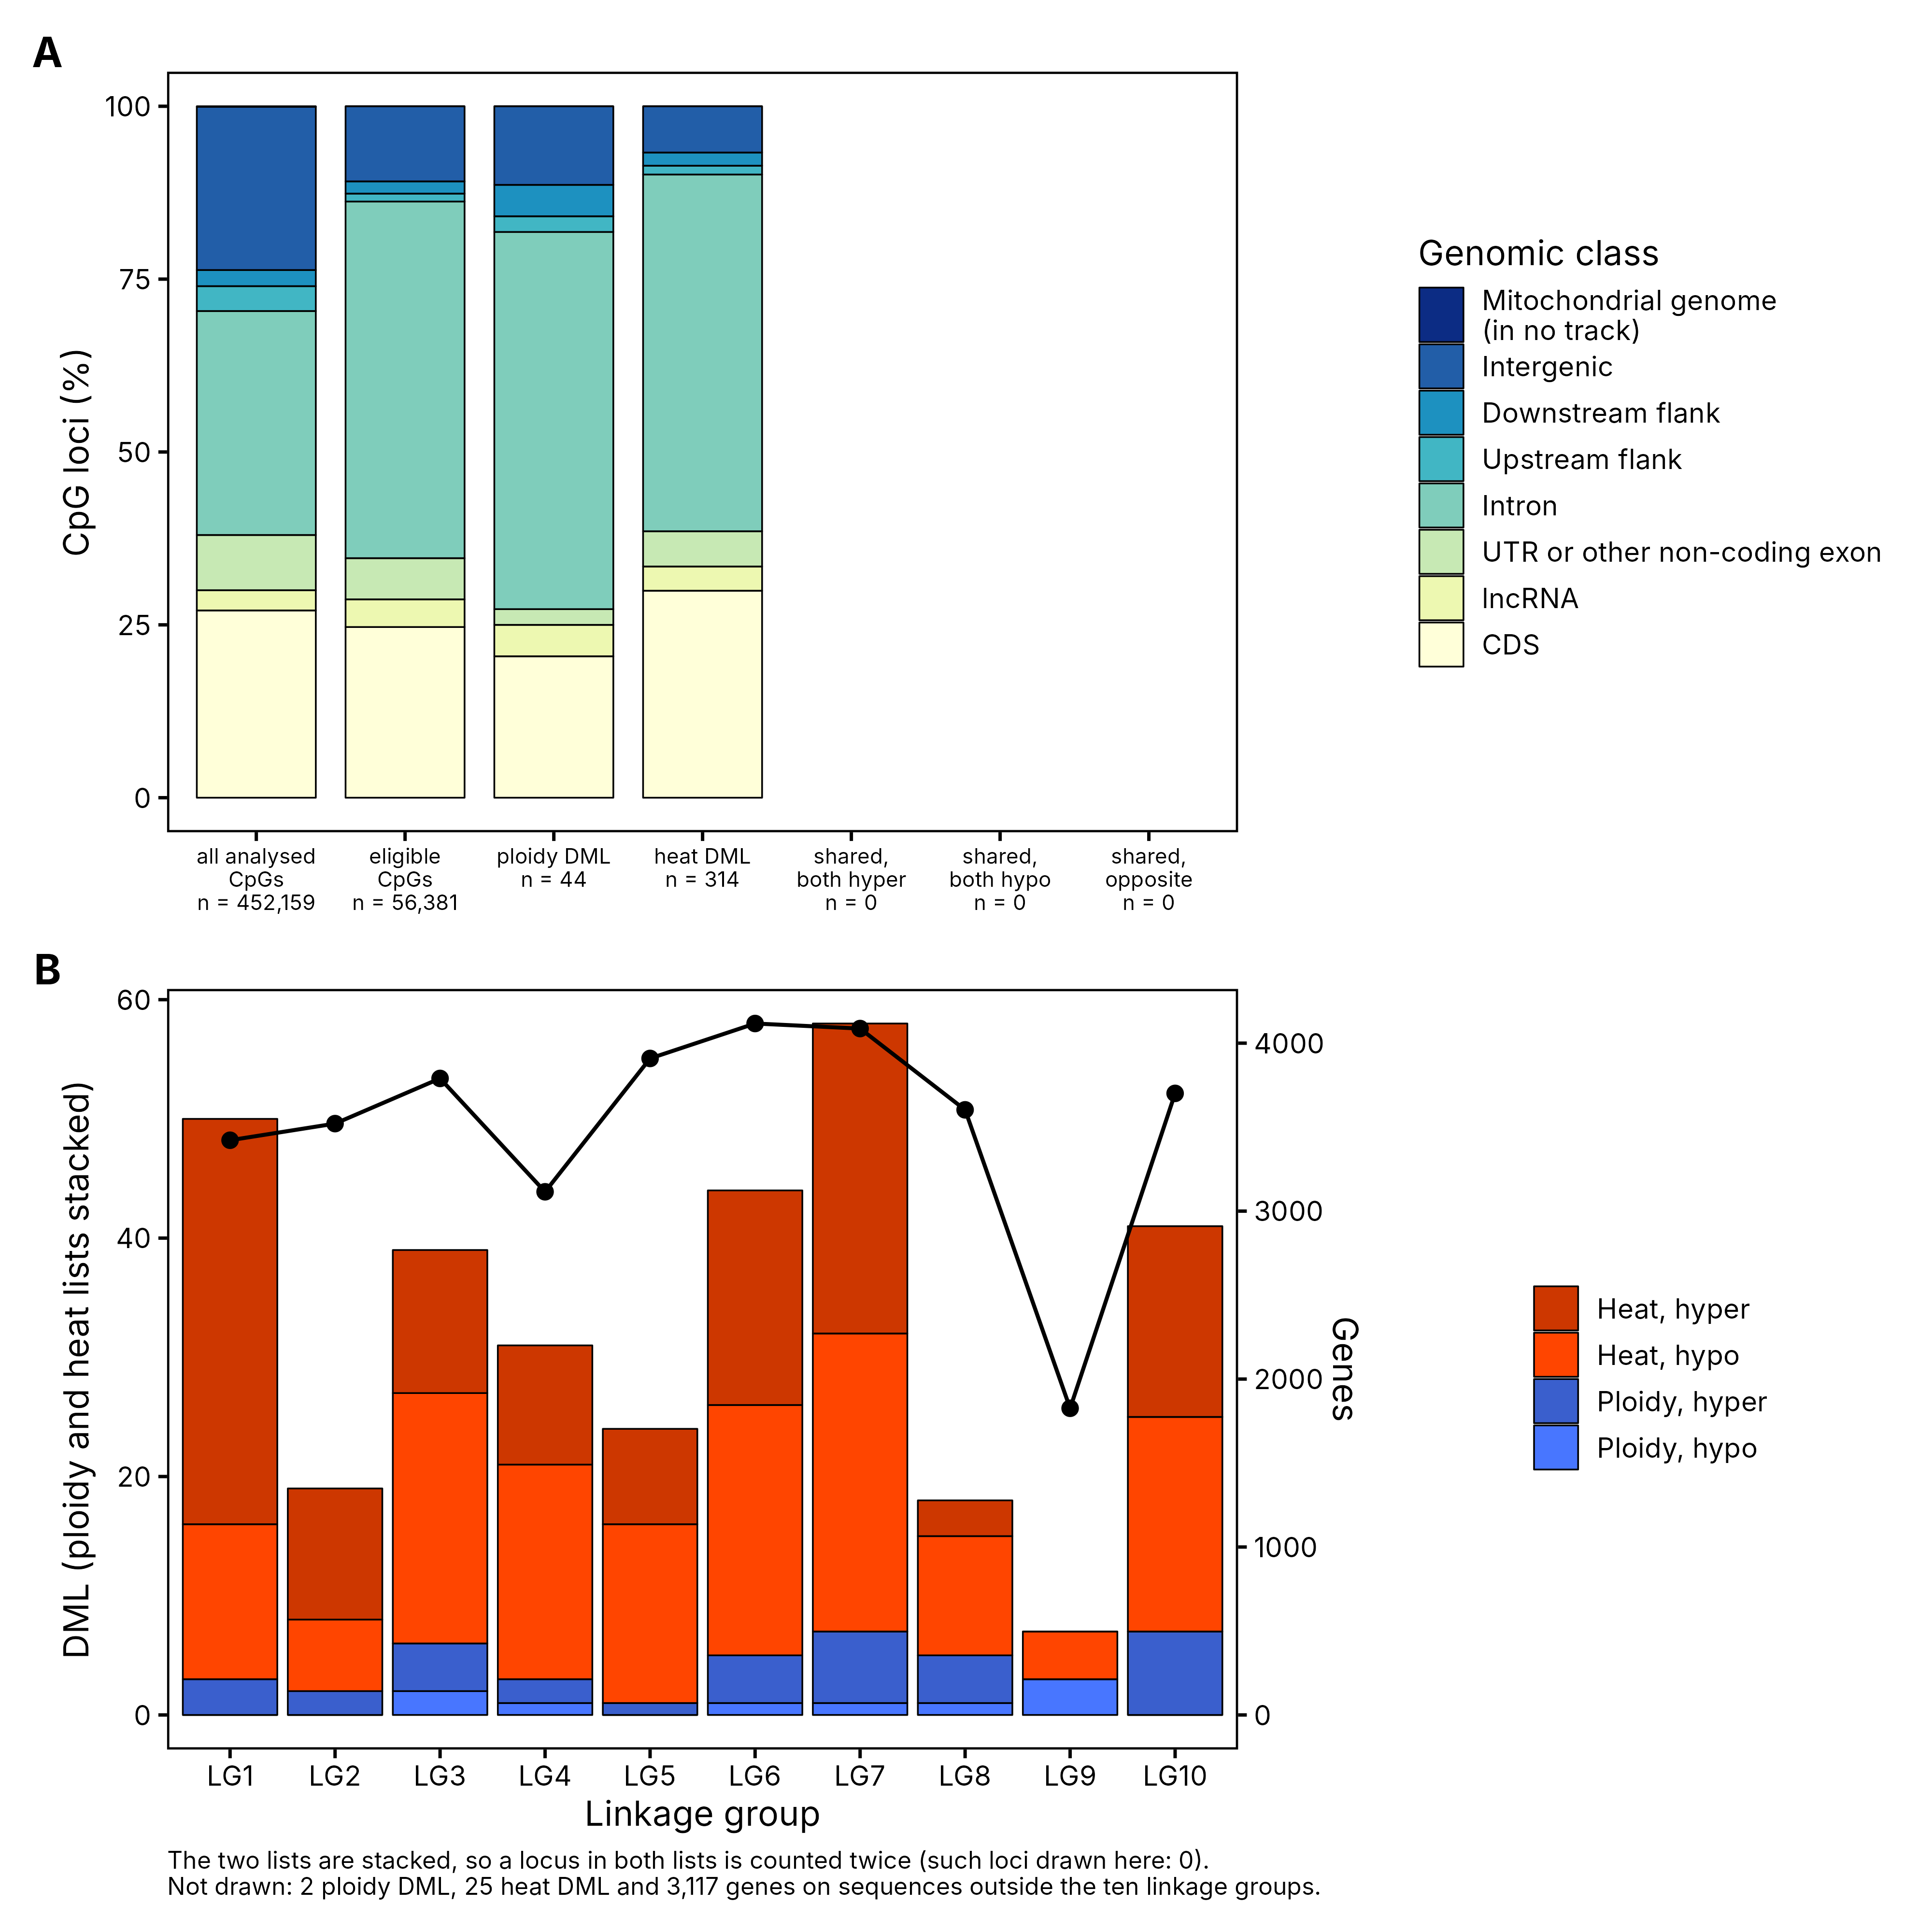 A
CpG loci (%)
100
75
50
25
0
all analysed
CpGs
n = 452,159
eligible
CpGs
n = 56,381
ploidy DML
n = 44
heat DML
n = 314
shared,
both hyper
n = 0
shared,
both hypo
n = 0
shared,
opposite
n = 0
Genomic class
Mitochondrial genome
(in no track)
Intergenic
Downstream flank
Upstream flank
Intron
UTR or other non-coding exon
lncRNA
CDS
B
DML (ploidy and heat lists stacked)
60
40
20
0
4000
3000
2000
1000
0
Genes
LG1
LG2
LG3
LG4
LG5
LG6
LG7
LG8
LG9
LG10
Linkage group
Heat, hyper
Heat, hypo
Ploidy, hyper
Ploidy, hypo
The two lists are stacked, so a locus in both lists is counted twice (such loci drawn here: 0).
Not drawn: 2 ploidy DML, 25 heat DML and 3,117 genes on sequences outside the ten linkage groups.